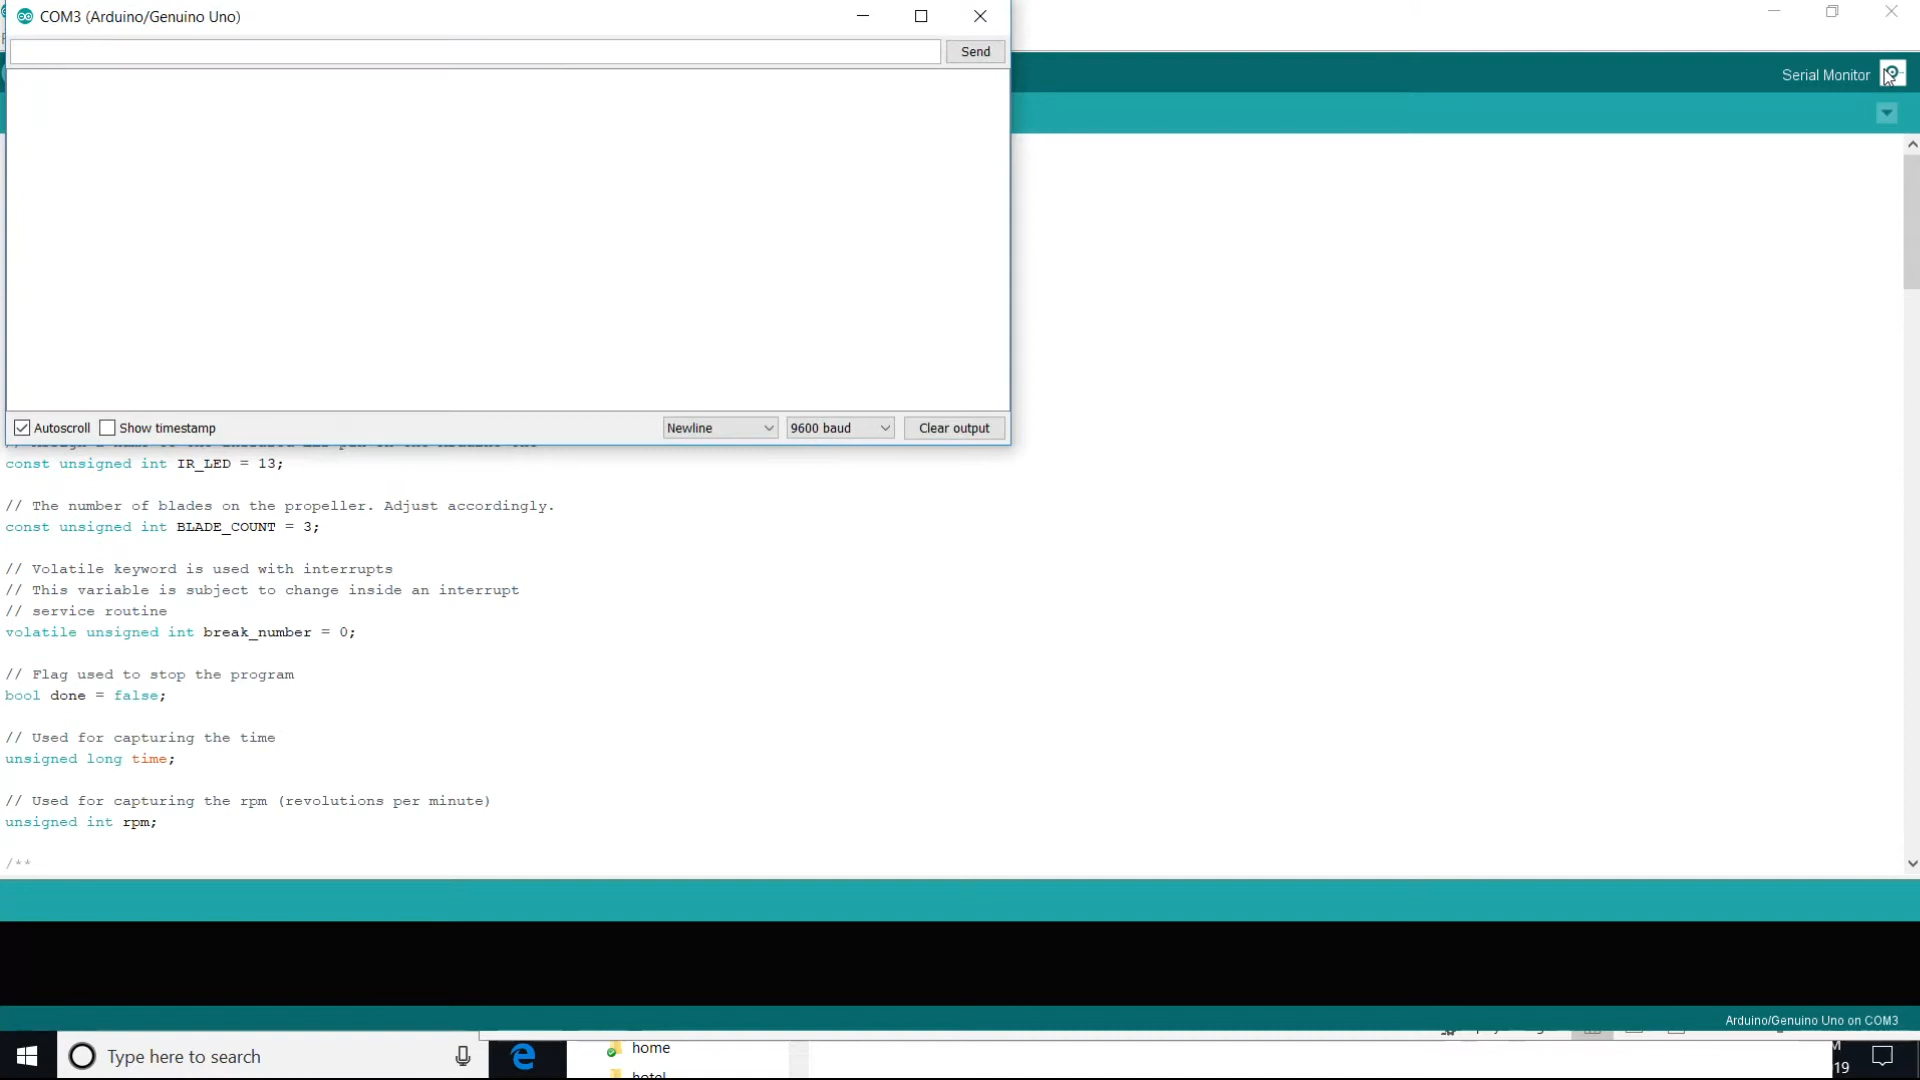 COM3 (Arduino/Genuino Uno)
Send
Serial Monitor
Autoscroll
Show timestamp
Newline
9600 baud
Clear output
const unsigned int IR_LED = 13;
// The number of blades on the propeller. Adjust accordingly.
const unsigned int BLADE_COUNT = 3;
// Volatile keyword is used with interrupts
// This variable is subject to change inside an interrupt
// service routine
volatile unsigned int break_number = 0;
// Flag used to stop the program
bool done = false;
// Used for capturing the time
unsigned long time;
// Used for capturing the rpm (revolutions per minute)
unsigned int rpm;
/**
Arduino/Genuino Uno on COM3
Type here to search
home
hotel
M
19